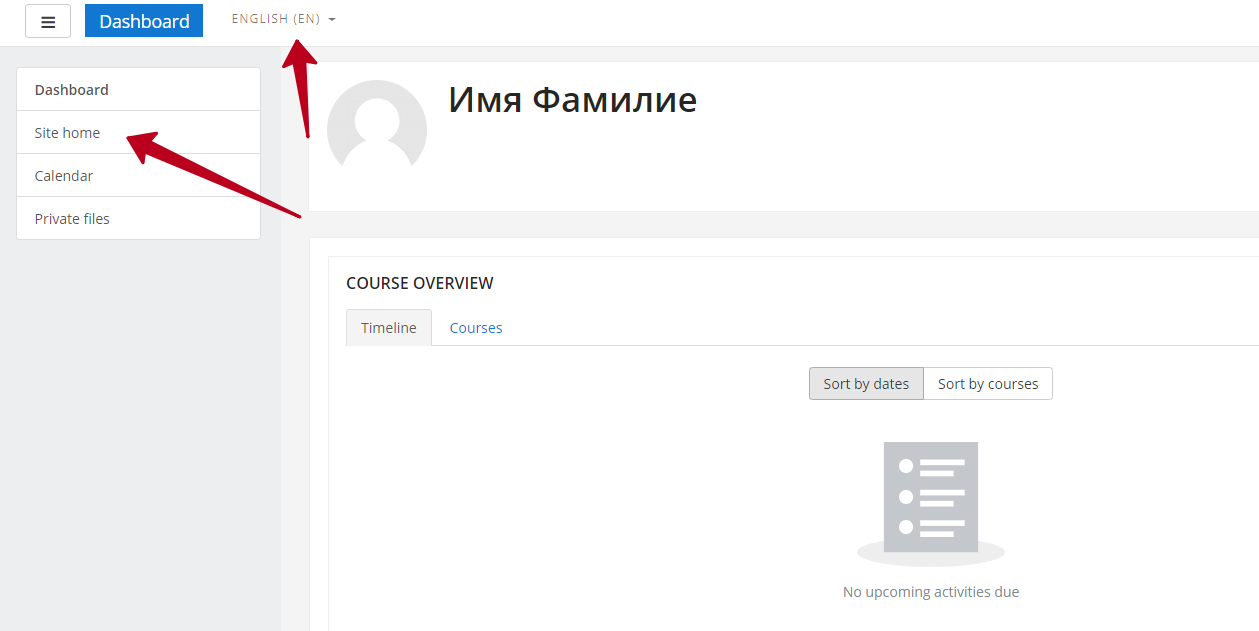 Dashboard
ENGLISH (EN)
Dashboard
Site home
Calendar
Private files
Имя Фамилие
COURSE OVERVIEW
Timeline
Courses
Sort by dates
Sort by courses
No upcoming activities due